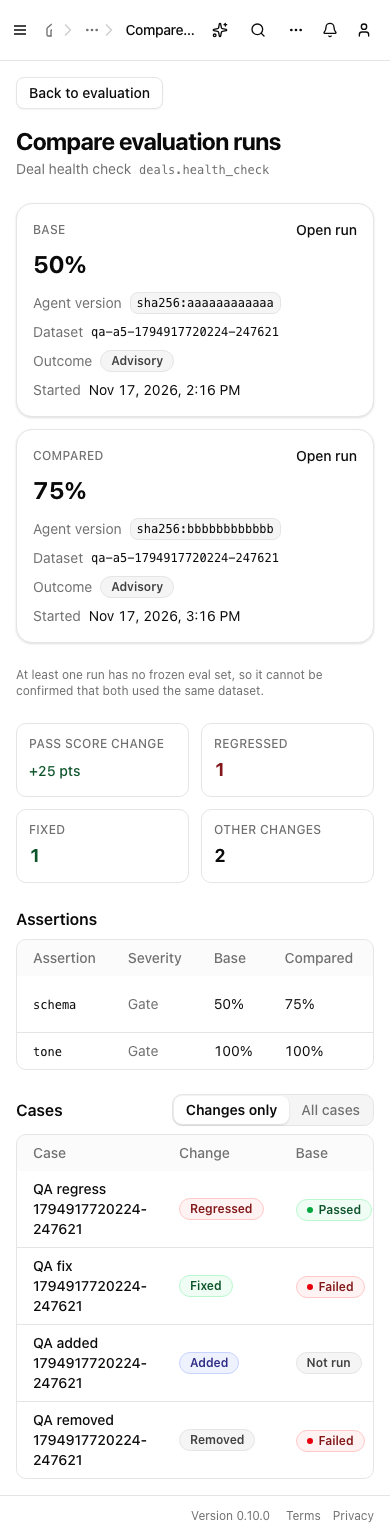 Compare...
Back to evaluation
Compare evaluation runs
Deal health check deals.health_check
BASE Open run
50%
Agent version sha256:aaaaaaaaaaaa
Dataset qa-a5-1794917720224-247621
Outcome Advisory
Started Nov 17, 2026, 2:16 PM
COMPARED Open run
75%
Agent version sha256:bbbbbbbbbbbb
Dataset qa-a5-1794917720224-247621
Outcome Advisory
Started Nov 17, 2026, 3:16 PM
At least one run has no frozen eval set, so it cannot be
confirmed that both used the same dataset.
PASS SCORE CHANGE REGRESSED
+25 pts 1
FIXED OTHER CHANGES
1 2
Assertions
Assertion Severity Base Compared
schema Gate 50% 75%
tone Gate 100% 100%
Cases Changes only All cases
Case Change Base
QA regress
1794917720224- Regressed Passed
247621
QA fix
1794917720224- Fixed Failed
247621
QA added
1794917720224- Added Not run
247621
QA removed
1794917720224- Removed Failed
247621
Version 0.10.0 Terms Privacy